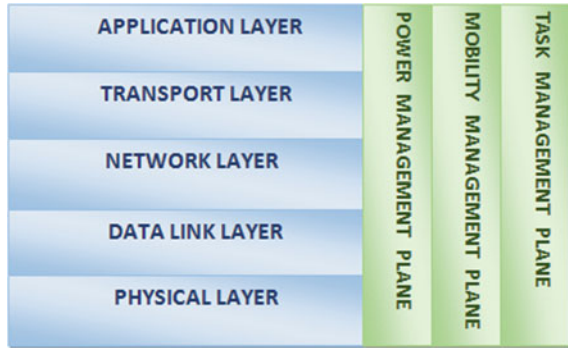 APPLICATION LAYER
TRANSPORT LAYER
NETWORK LAYER
DATA LINK LAYER
PHYSICAL LAYER
POWER MANAGEMENT PLANE
MOBILITY MANAGEMENT PLANE
TASK MANAGEMENT PLANE